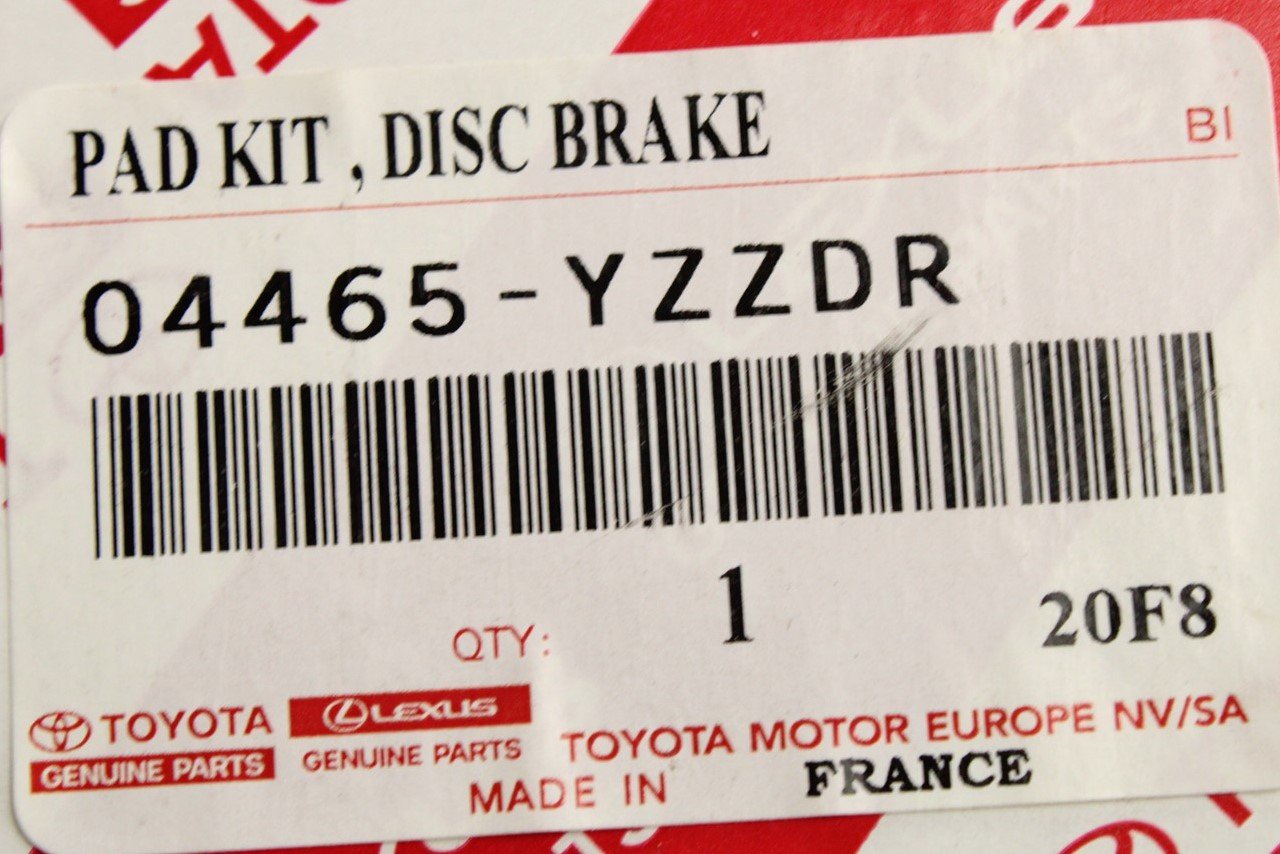 PAD KIT , DISC BRAKE
BI
04465-YZZDR
QTY: 1 20F8
TOYOTA
GENUINE PARTS
LEXUS
GENUINE PARTS
TOYOTA MOTOR EUROPE NV/SA
MADE IN FRANCE